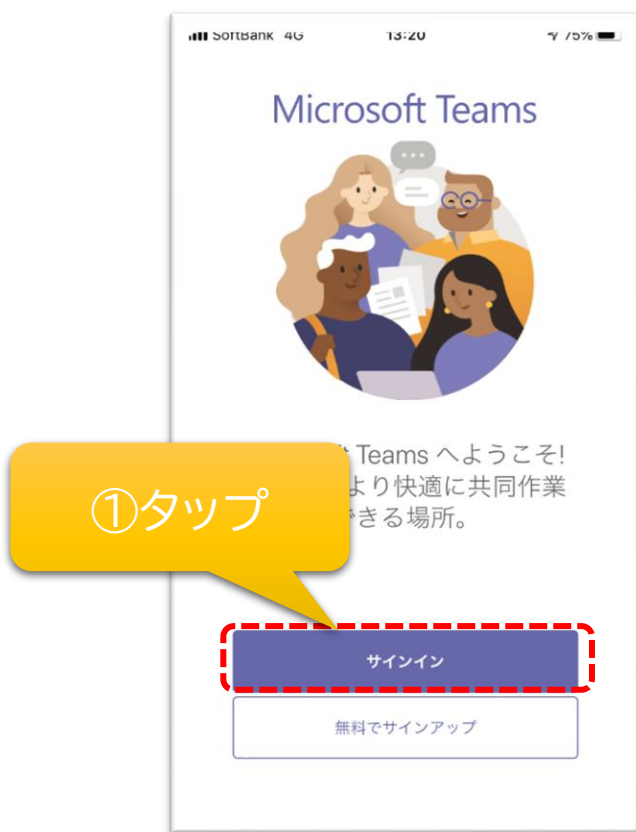 SoftBank 4G 13:20 75%
Microsoft Teams
Teams へようこそ!
より快適に共同作業
きる場所。
①タップ
サインイン
無料でサインアップ